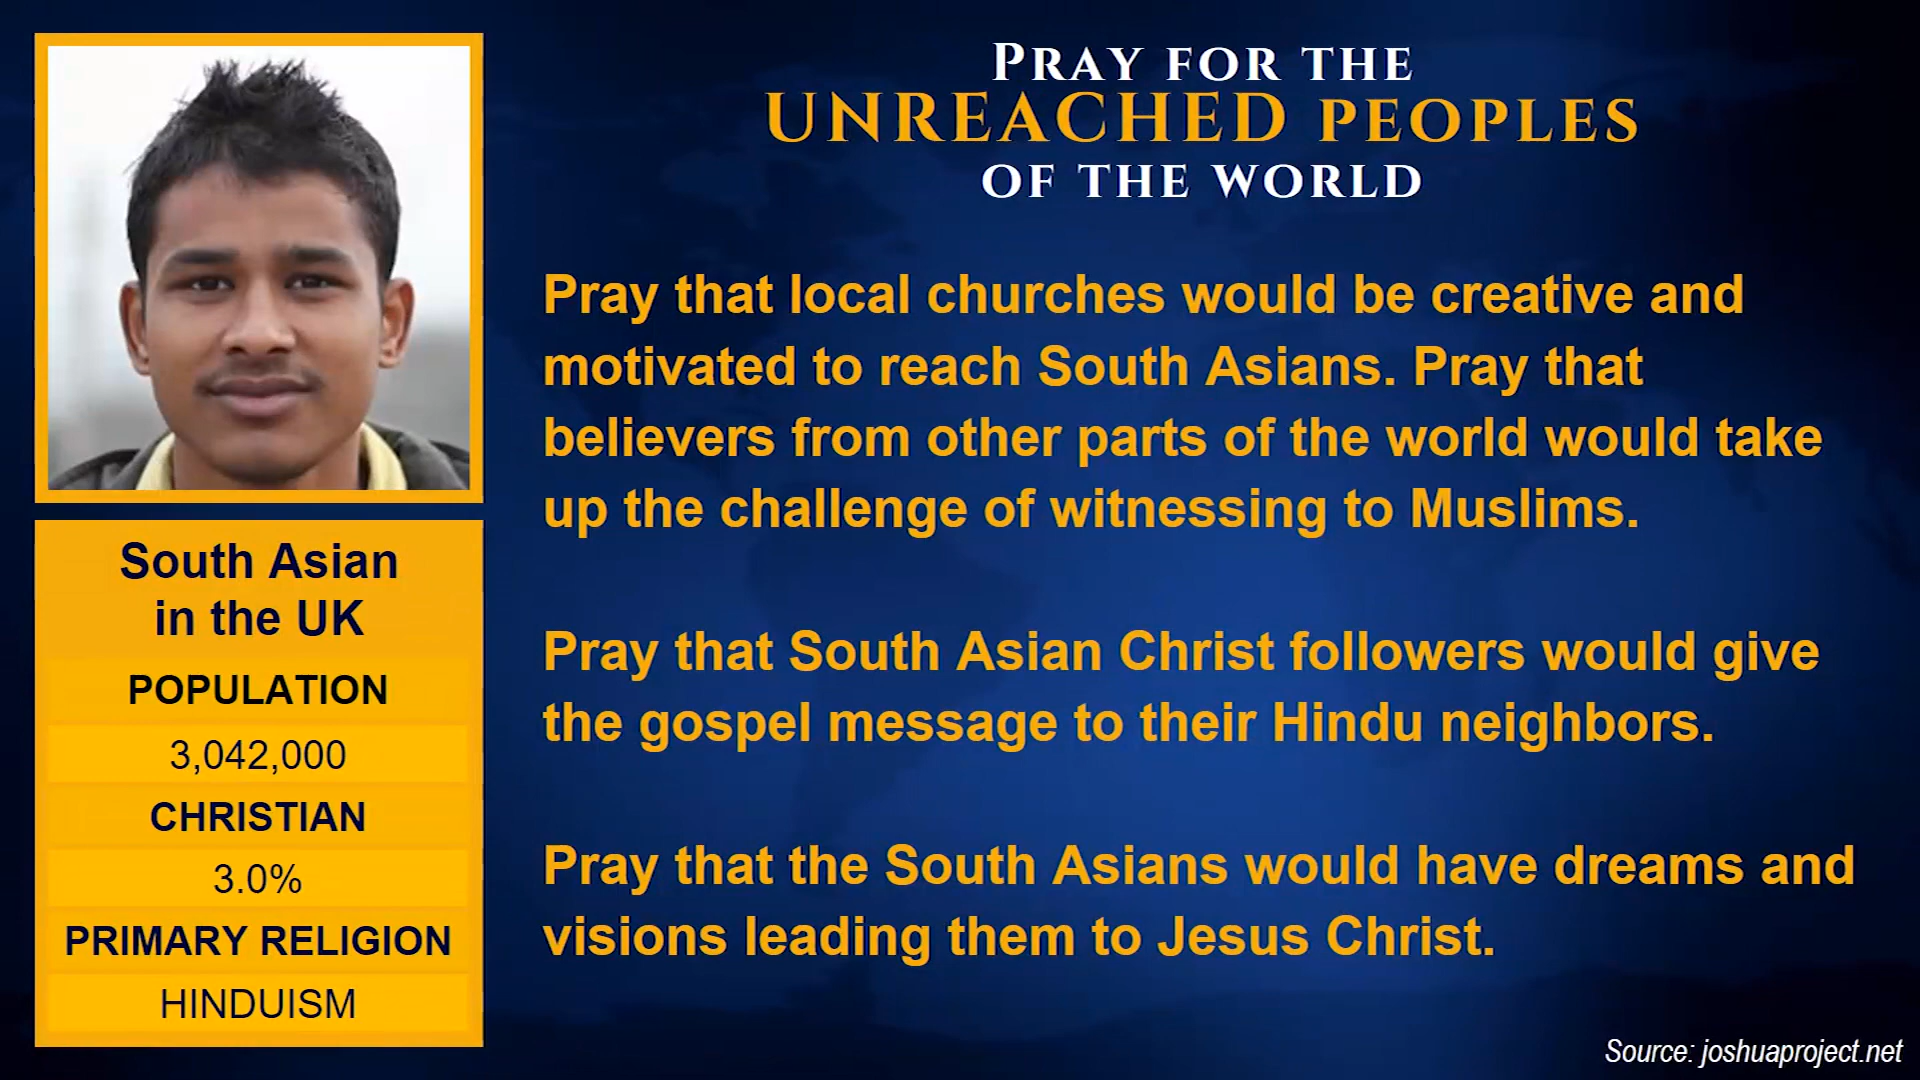 PRAY FOR THE
UNREACHED PEOPLES
OF THE WORLD
Pray that local churches would be creative and
motivated to reach South Asians. Pray that
believers from other parts of the world would take
up the challenge of witnessing to Muslims.
Pray that South Asian Christ followers would give
the gospel message to their Hindu neighbors.
Pray that the South Asians would have dreams and
visions leading them to Jesus Christ.
South Asian
in the UK
POPULATION
3,042,000
CHRISTIAN
3.0%
PRIMARY RELIGION
HINDUISM
Source: joshuaproject.net